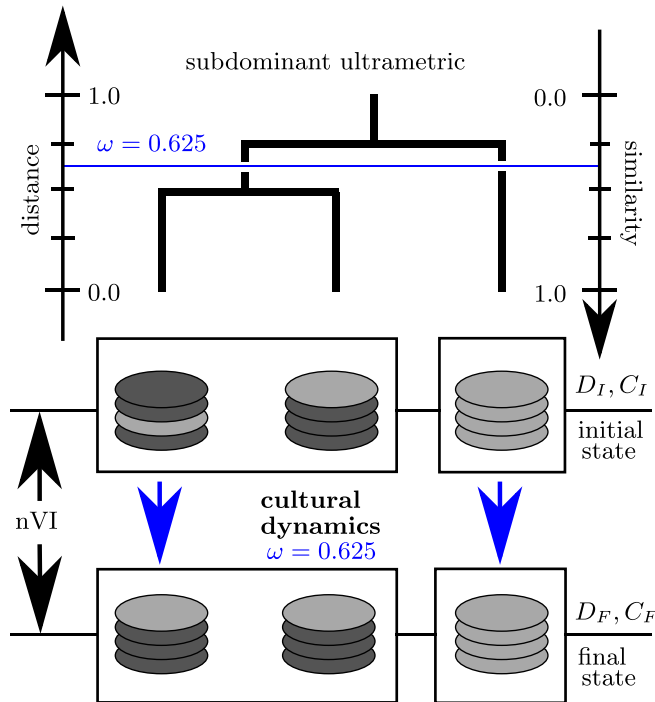 subdominant ultrametric
1.0
0.0
ω = 0.625
distance
similarity
0.0
1.0
D_I, C_I
initial
state
nVI
cultural
dynamics
ω = 0.625
D_F, C_F
final
state